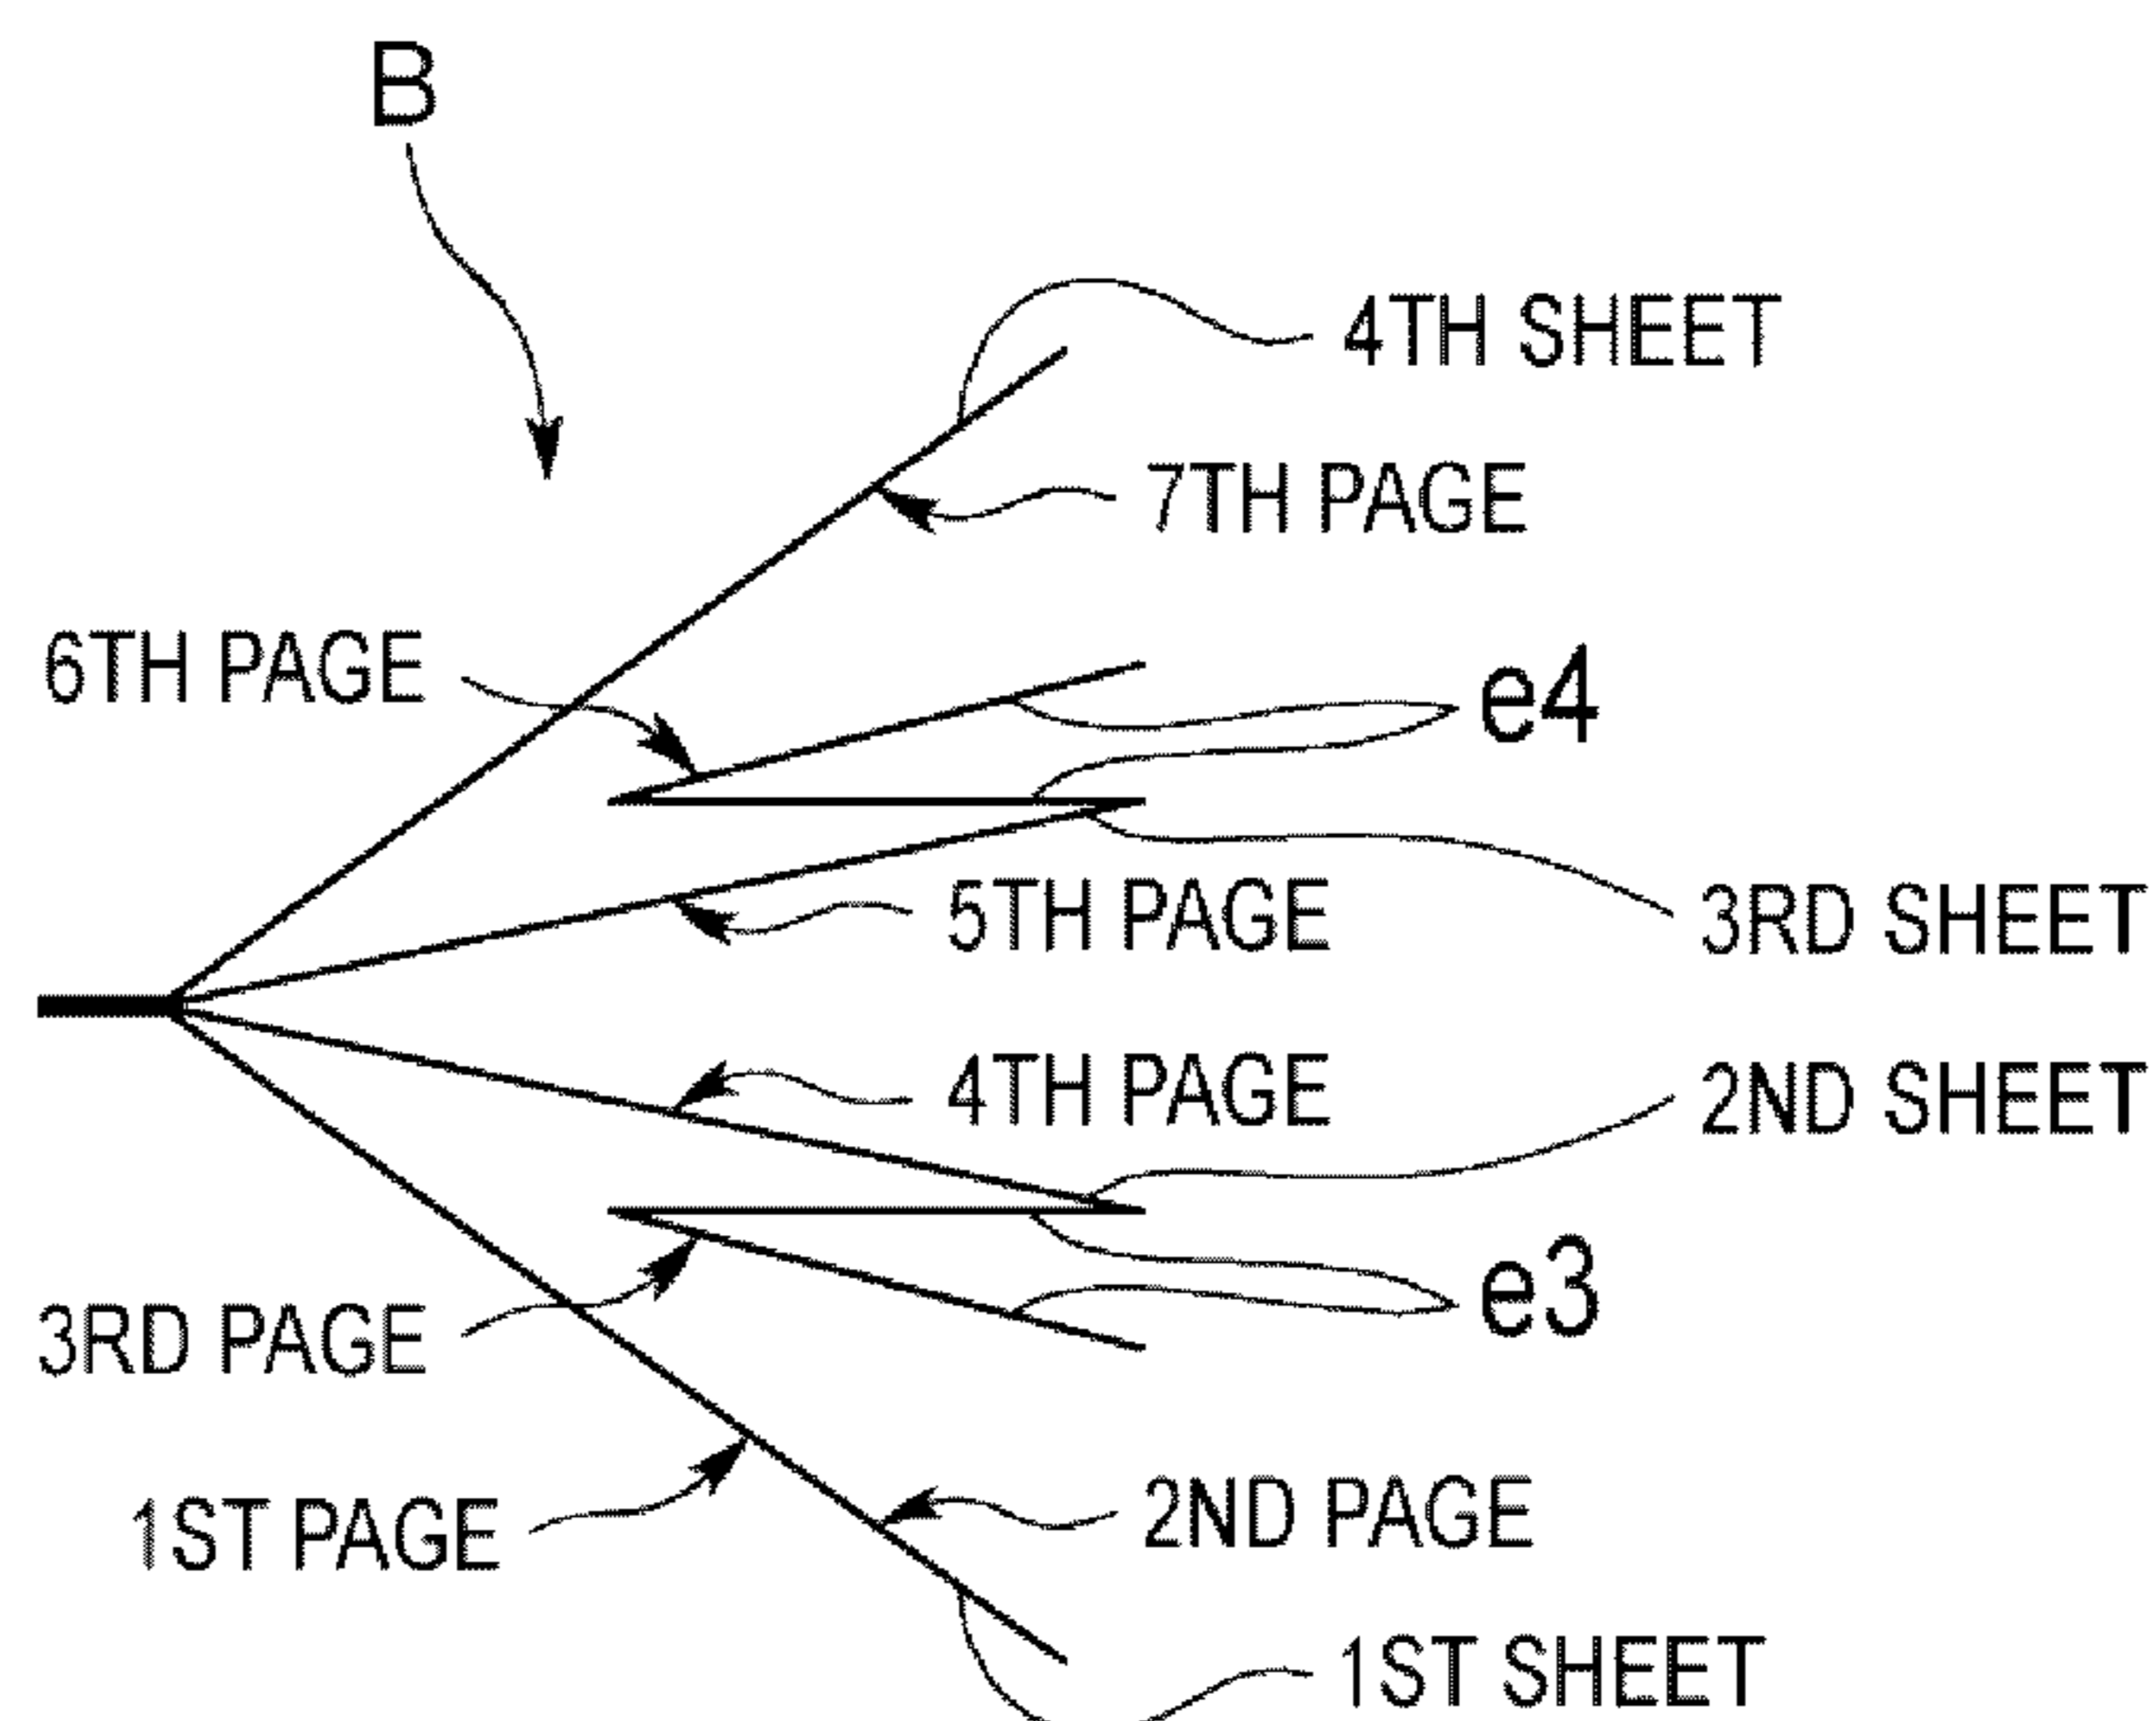 B
4TH SHEET
7TH PAGE
6TH PAGE
e4
5TH PAGE
3RD SHEET
4TH PAGE
2ND SHEET
3RD PAGE
e3
1ST PAGE
2ND PAGE
1ST SHEET